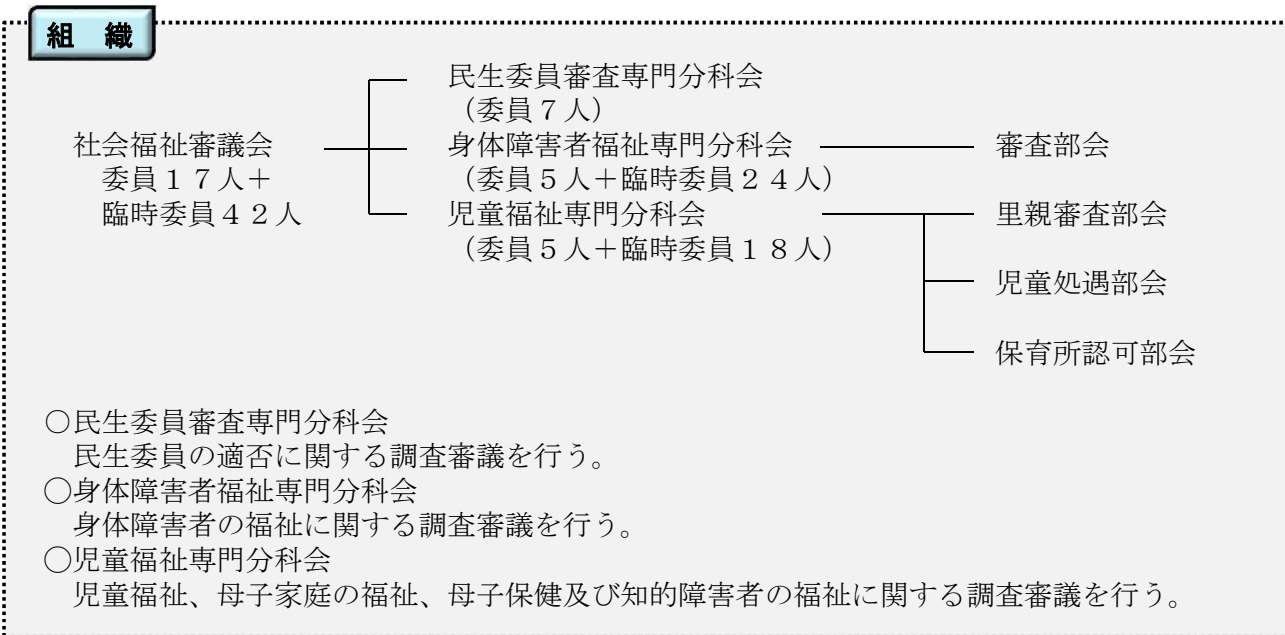 組　織
民生委員審査専門分科会
（委員７人）
社会福祉審議会
身体障害者福祉専門分科会
審査部会
委員１７人＋
（委員５人＋臨時委員２４人）
臨時委員４２人
児童福祉専門分科会
里親審査部会
（委員５人＋臨時委員１８人）
児童処遇部会
保育所認可部会
○民生委員審査専門分科会
民生委員の適否に関する調査審議を行う。
○身体障害者福祉専門分科会
身体障害者の福祉に関する調査審議を行う。
○児童福祉専門分科会
児童福祉、母子家庭の福祉、母子保健及び知的障害者の福祉に関する調査審議を行う。